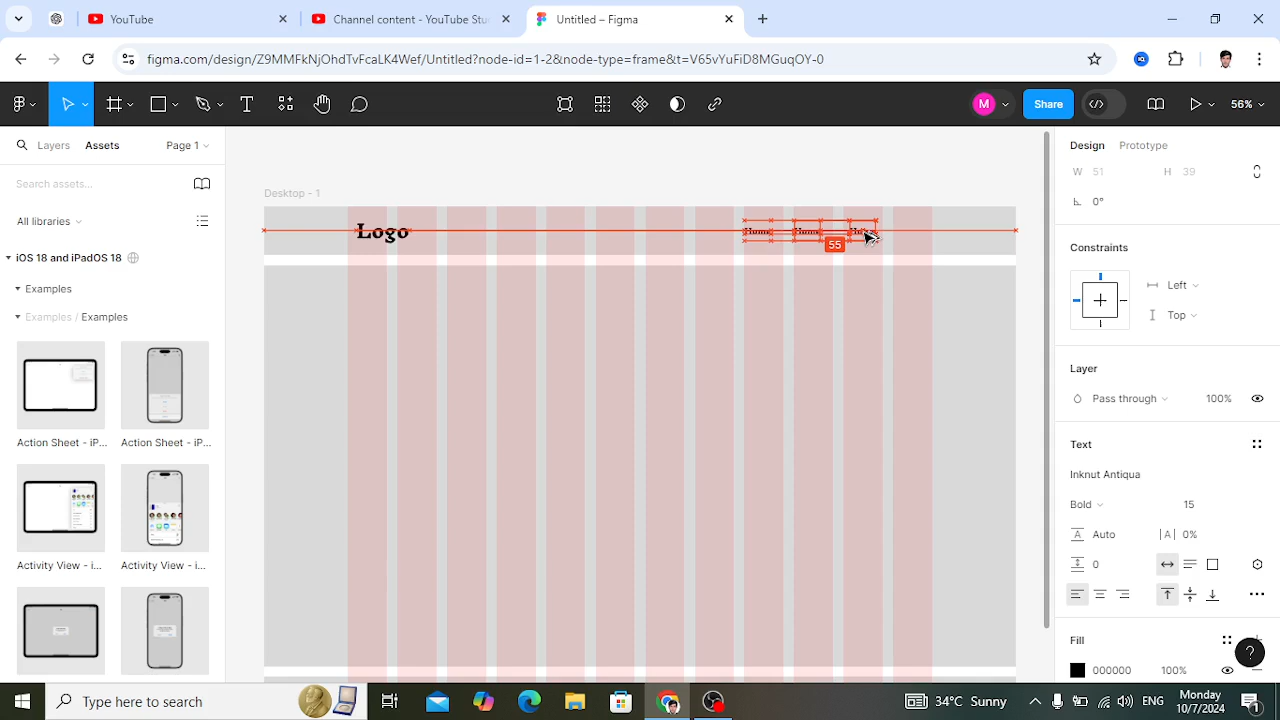 YouTube
Channel content - YouTube Stu
Untitled – Figma
figma.com/design/Z9MMFkNjOhdTvFcaLK4Wef/Untitled?node-id=1-2&node-type=frame&t=V65vYuFiD8MGuqOY-0
M
Share
56%
Layers
Assets
Page 1
Search assets...
All libraries
iOS 18 and iPadOS 18
Examples
Examples / Examples
Action Sheet - iP...
Action Sheet - iP...
Activity View - i...
Activity View - i...
Desktop - 1
Logo
Home
Home
55
Design
Prototype
W
51
H
39
0°
Constraints
Left
Top
Layer
Pass through
100%
Text
Inknut Antiqua
Bold
15
Auto
|A|
0%
0
Fill
000000
100%
?
Type here to search
34°C Sunny
ENG
Monday
10/7/2024
1